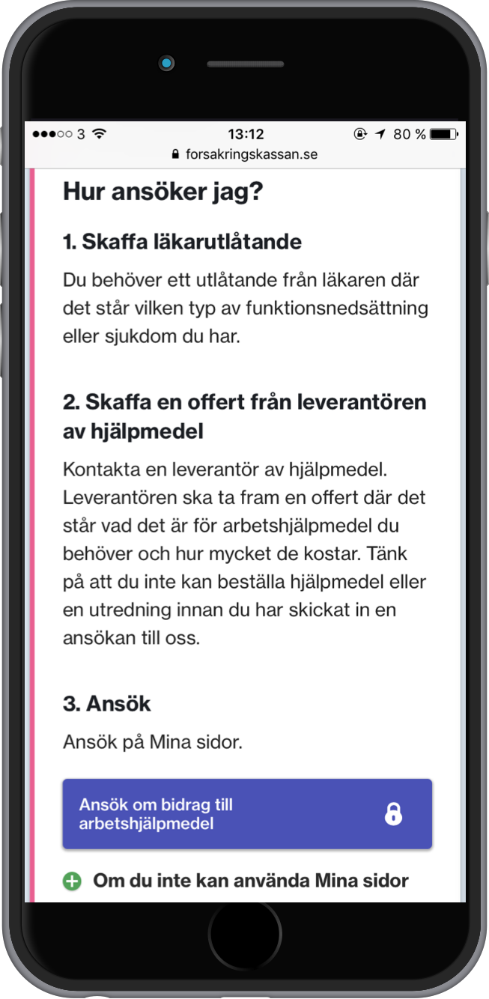 3 13:12 80 %
forsakringskassan.se
Hur ansöker jag?
1. Skaffa läkarutlåtande
Du behöver ett utlåtande från läkaren där
det står vilken typ av funktionsnedsättning
eller sjukdom du har.
2. Skaffa en offert från leverantören
av hjälpmedel
Kontakta en leverantör av hjälpmedel.
Leverantören ska ta fram en offert där det
står vad det är för arbetshjälpmedel du
behöver och hur mycket de kostar. Tänk
på att du inte kan beställa hjälpmedel eller
en utredning innan du har skickat in en
ansökan till oss.
3. Ansök
Ansök på Mina sidor.
Ansök om bidrag till
arbetshjälpmedel
Om du inte kan använda Mina sidor